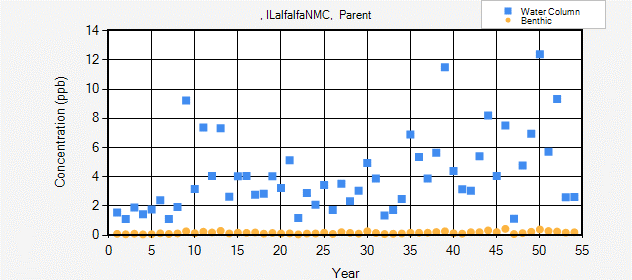 , ILalfalfaNMC, Parent
Water Column
Benthic
Concentration (ppb)
14
12
10
8
6
4
2
0
0 5 10 15 20 25 30 35 40 45 50 55
Year